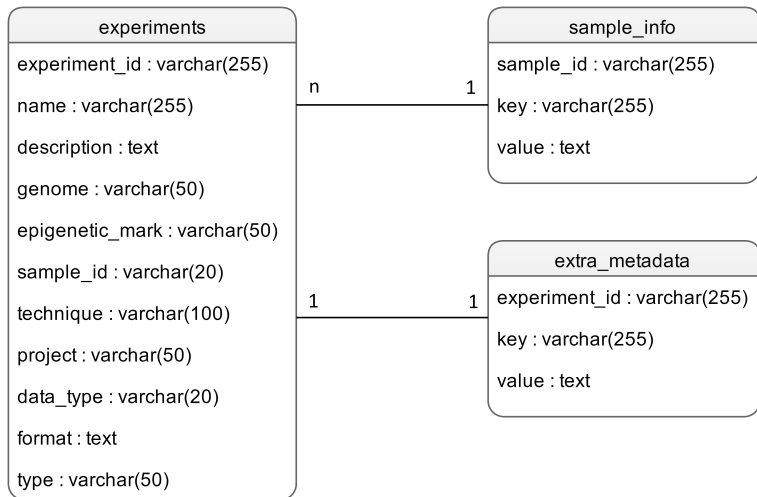 experiments
experiment_id : varchar(255)
name : varchar(255)
description : text
genome : varchar(50)
epigenetic_mark : varchar(50)
sample_id : varchar(20)
technique : varchar(100)
project : varchar(50)
data_type : varchar(20)
format : text
type : varchar(50)
n 1
1 1
sample_info
sample_id : varchar(255)
key : varchar(255)
value : text
extra_metadata
experiment_id : varchar(255)
key : varchar(255)
value : text